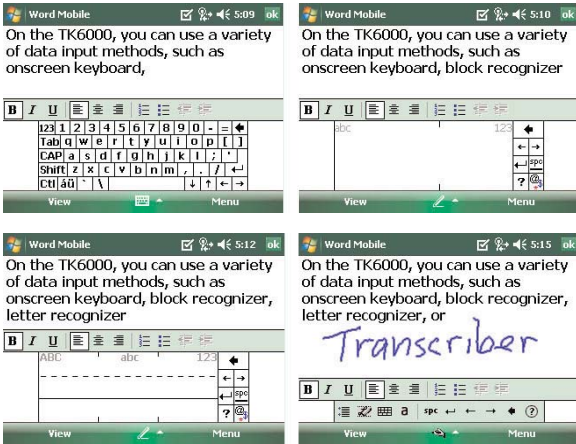 Word Mobile 5:09 ok
On the TK6000, you can use a variety
of data input methods, such as
onscreen keyboard,
B I U
123 1 2 3 4 5 6 7 8 9 0 - =
Tab q w e r t y u i o p [ ]
CAP a s d f g h j k l ; '
Shift z x c v b n m , . /
Ctl áü ` \
View Menu
Word Mobile 5:10 ok
On the TK6000, you can use a variety
of data input methods, such as
onscreen keyboard, block recognizer
B I U
abc 123
spc
? @
View Menu
Word Mobile 5:12 ok
On the TK6000, you can use a variety
of data input methods, such as
onscreen keyboard, block recognizer,
letter recognizer
B I U
ABC abc 123
spc
? @
View Menu
Word Mobile 5:15 ok
On the TK6000, you can use a variety
of data input methods, such as
onscreen keyboard, block recognizer,
letter recognizer, or
Transcriber
B I U
a spc ?
View Menu